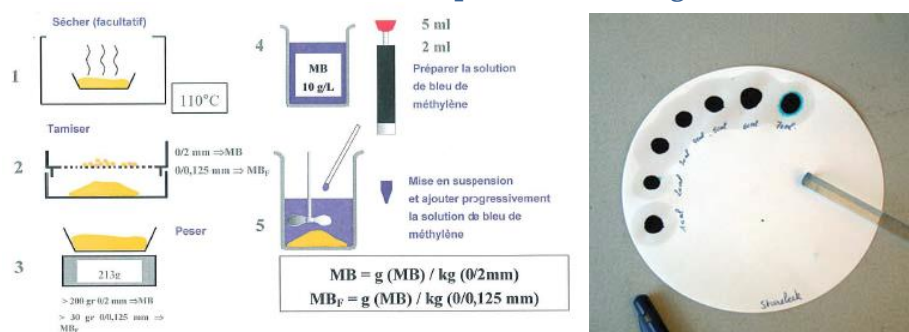 Sécher (facultatif)
1
110°C
Tamiser
2
0/2 mm ⇒MB
0/0,125 mm ⇒ MBF
Peser
3
213g
> 200 gr 0/2 mm ⇒MB
> 30 gr 0/0,125 mm ⇒
MBF
4
MB
10 g/L
5 ml
2 ml
Préparer la solution
de bleu de
méthylène
5
Mise en suspension
et ajouter progressivement
la solution de bleu de
méthylène
MB = g (MB) / kg (0/2mm)
MBF = g (MB) / kg (0/0,125 mm)